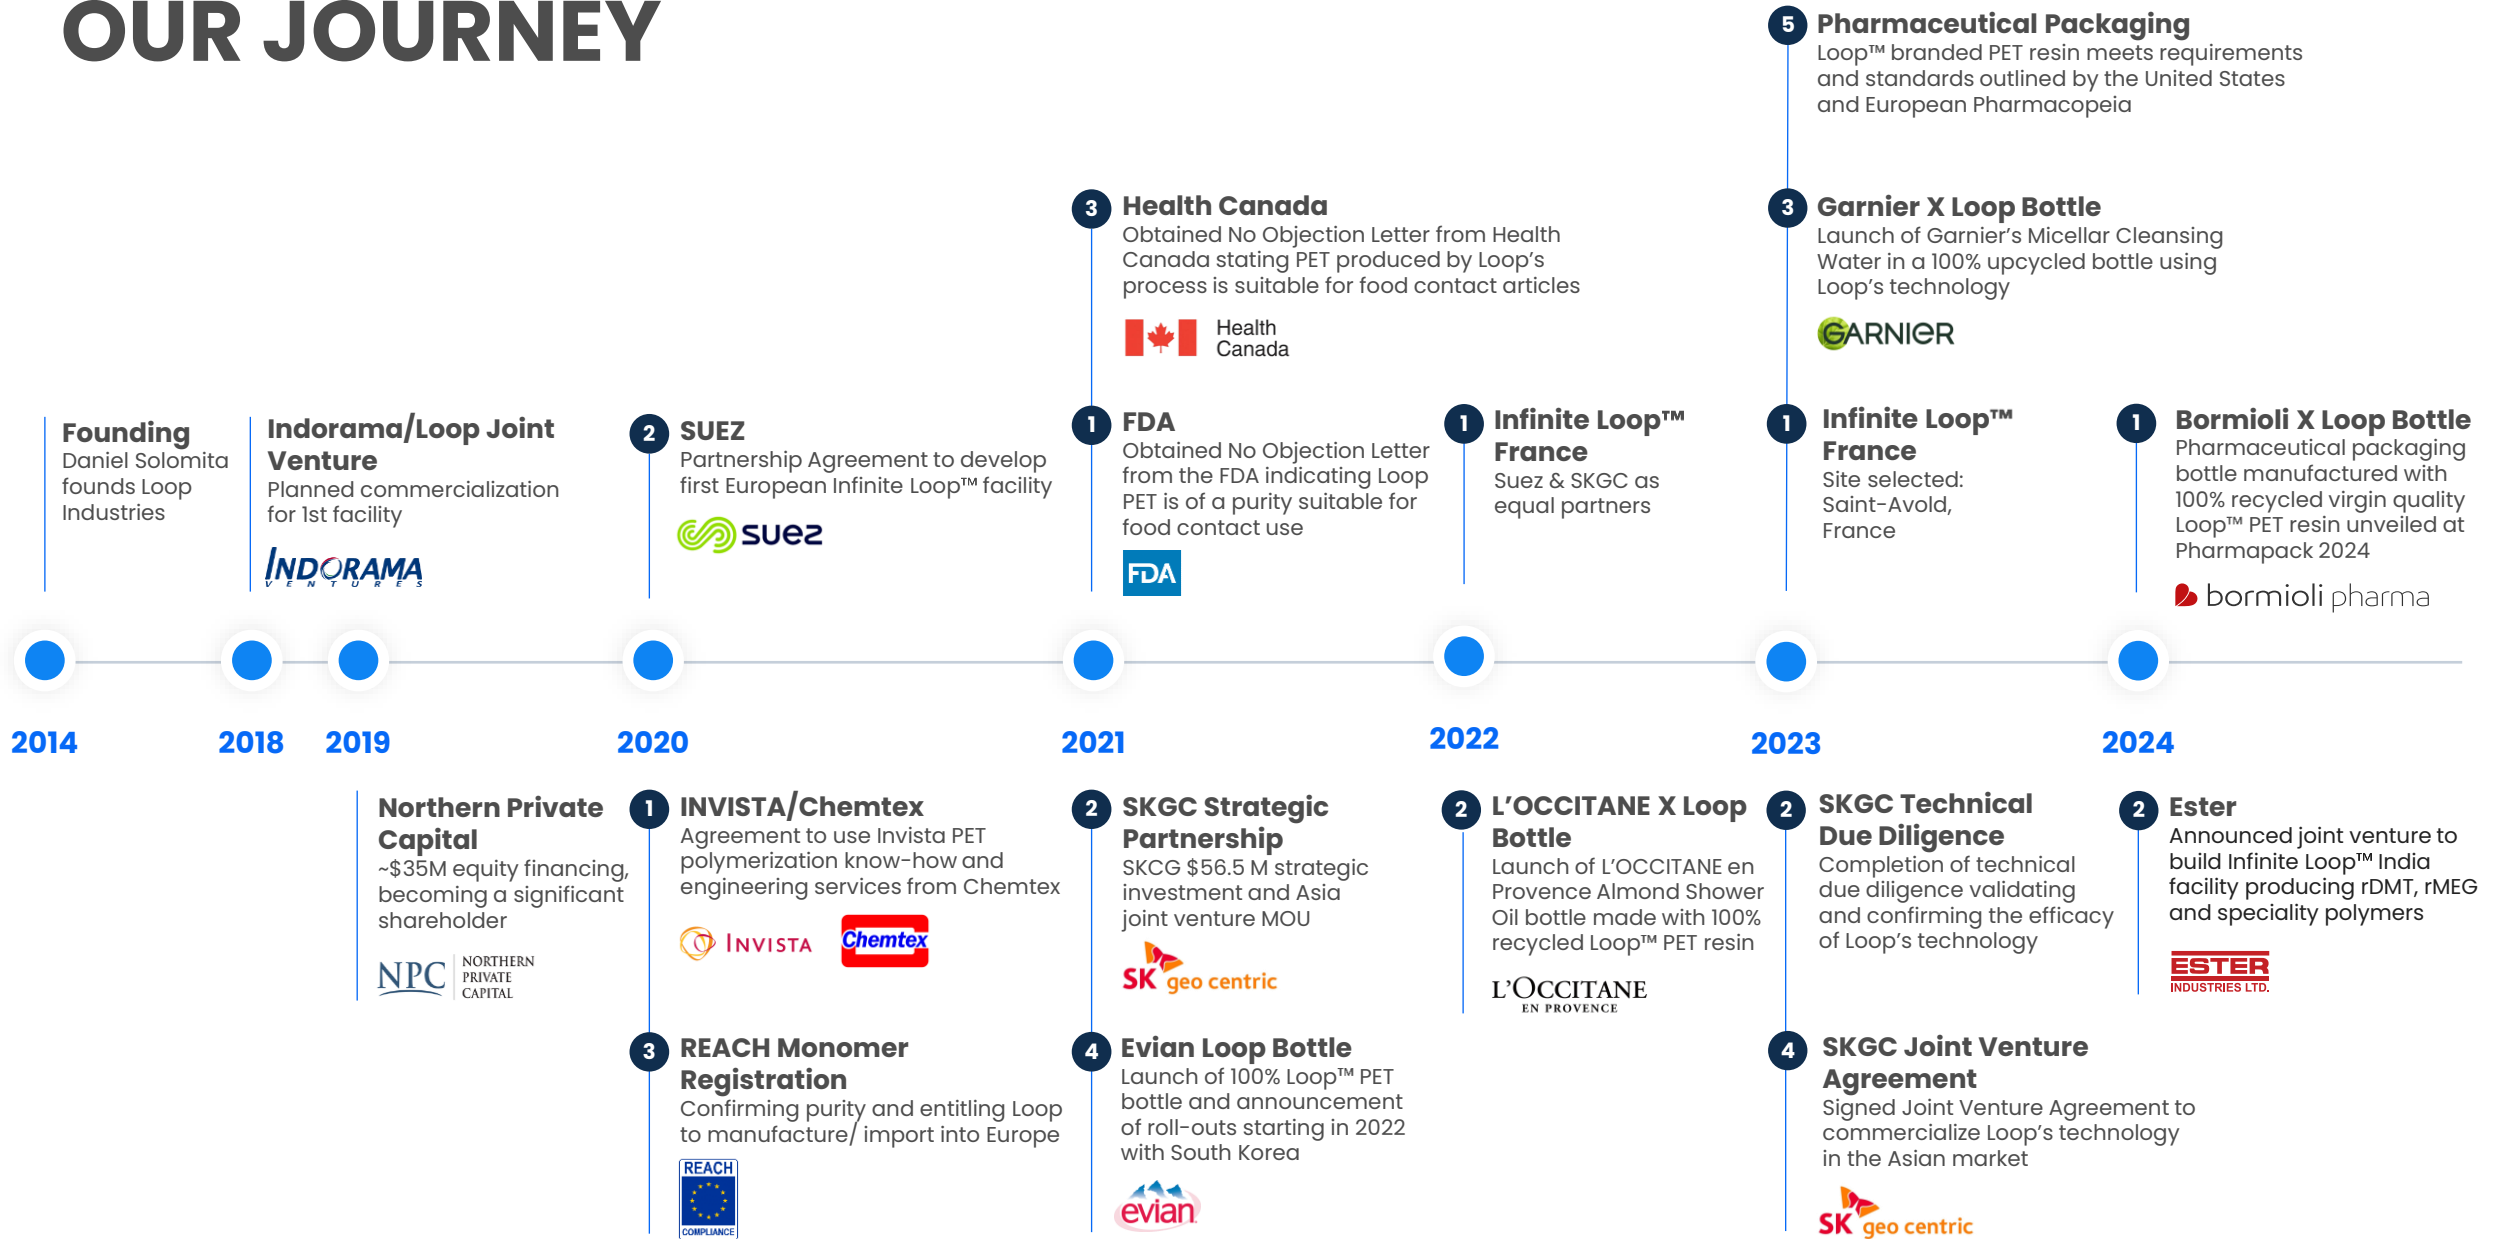 OUR JOURNEY
5
Pharmaceutical Packaging
Loop™ branded PET resin meets requirements
and standards outlined by the United States
and European Pharmacopeia
3
Health Canada
Obtained No Objection Letter from Health
Canada stating PET produced by Loop's
process is suitable for food contact articles
Health
Canada
3
Garnier X Loop Bottle
Launch of Garnier's Micellar Cleansing
Water in a 100% upcycled bottle using
Loop's technology
GARNIER
Founding
Daniel Solomita
founds Loop
Industries
Indorama/Loop Joint
Venture
Planned commercialization
for 1st facility
INDORAMA
VENTURES
2
SUEZ
Partnership Agreement to develop
first European Infinite Loop™ facility
suez
1
FDA
Obtained No Objection Letter
from the FDA indicating Loop
PET is of a purity suitable for
food contact use
FDA
1
Infinite Loop™
France
Suez & SKGC as
equal partners
1
Infinite Loop™
France
Site selected:
Saint-Avold,
France
1
Bormioli X Loop Bottle
Pharmaceutical packaging
bottle manufactured with
100% recycled virgin quality
Loop™ PET resin unveiled at
Pharmapack 2024
bormioli pharma
2014
2018
2019
2020
2021
2022
2023
2024
Northern Private
Capital
~$35M equity financing,
becoming a significant
shareholder
NPC
NORTHERN
PRIVATE
CAPITAL
1
INVISTA/Chemtex
Agreement to use Invista PET
polymerization know-how and
engineering services from Chemtex
INVISTA
Chemtex
3
REACH Monomer
Registration
Confirming purity and entitling Loop
to manufacture/ import into Europe
REACH
COMPLIANCE
2
SKGC Strategic
Partnership
SKCG $56.5 M strategic
investment and Asia
joint venture MOU
SK geo centric
4
Evian Loop Bottle
Launch of 100% Loop™ PET
bottle and announcement
of roll-outs starting in 2022
with South Korea
evian
2
L'OCCITANE X Loop
Bottle
Launch of L'OCCITANE en
Provence Almond Shower
Oil bottle made with 100%
recycled Loop™ PET resin
L'OCCITANE
EN PROVENCE
2
SKGC Technical
Due Diligence
Completion of technical
due diligence validating
and confirming the efficacy
of Loop's technology
4
SKGC Joint Venture
Agreement
Signed Joint Venture Agreement to
commercialize Loop's technology
in the Asian market
SK geo centric
2
Ester
Announced joint venture to
build Infinite Loop™ India
facility producing rDMT, rMEG
and speciality polymers
ESTER
INDUSTRIES LTD.